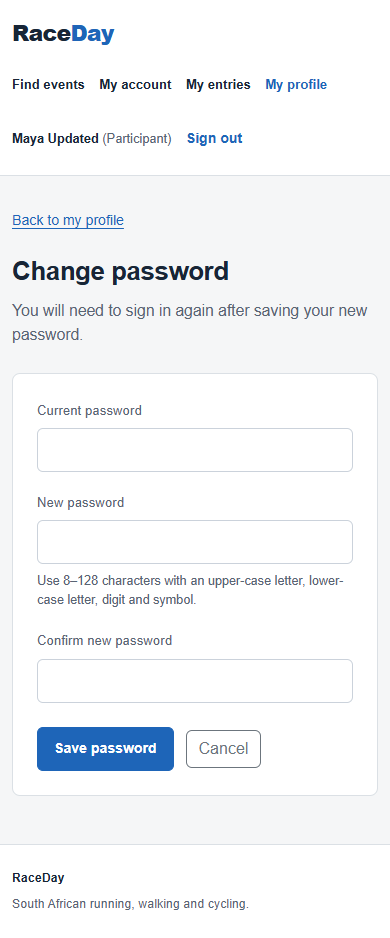 RaceDay
Find events My account My entries My profile
Maya Updated (Participant) Sign out
Back to my profile
Change password
You will need to sign in again after saving your new
password.
Current password
New password
Use 8–128 characters with an upper-case letter, lower-
case letter, digit and symbol.
Confirm new password
Save password Cancel
RaceDay
South African running, walking and cycling.